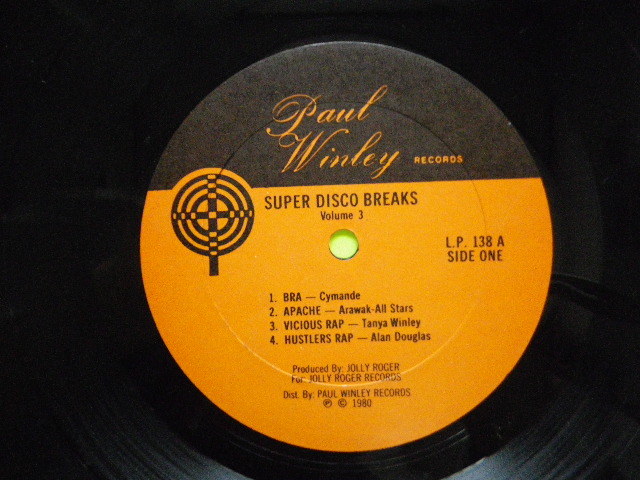 Paul
Winley RECORDS
SUPER DISCO BREAKS
Volume 3
L.P. 138 A
SIDE ONE
1. BRA — Cymande
2. APACHE — Arawak-All Stars
3. VICIOUS RAP — Tanya Winley
4. HUSTLERS RAP — Alan Douglas
Produced By: JOLLY ROGER
For: JOLLY ROGER RECORDS
Dist. By: PAUL WINLEY RECORDS
℗ © 1980